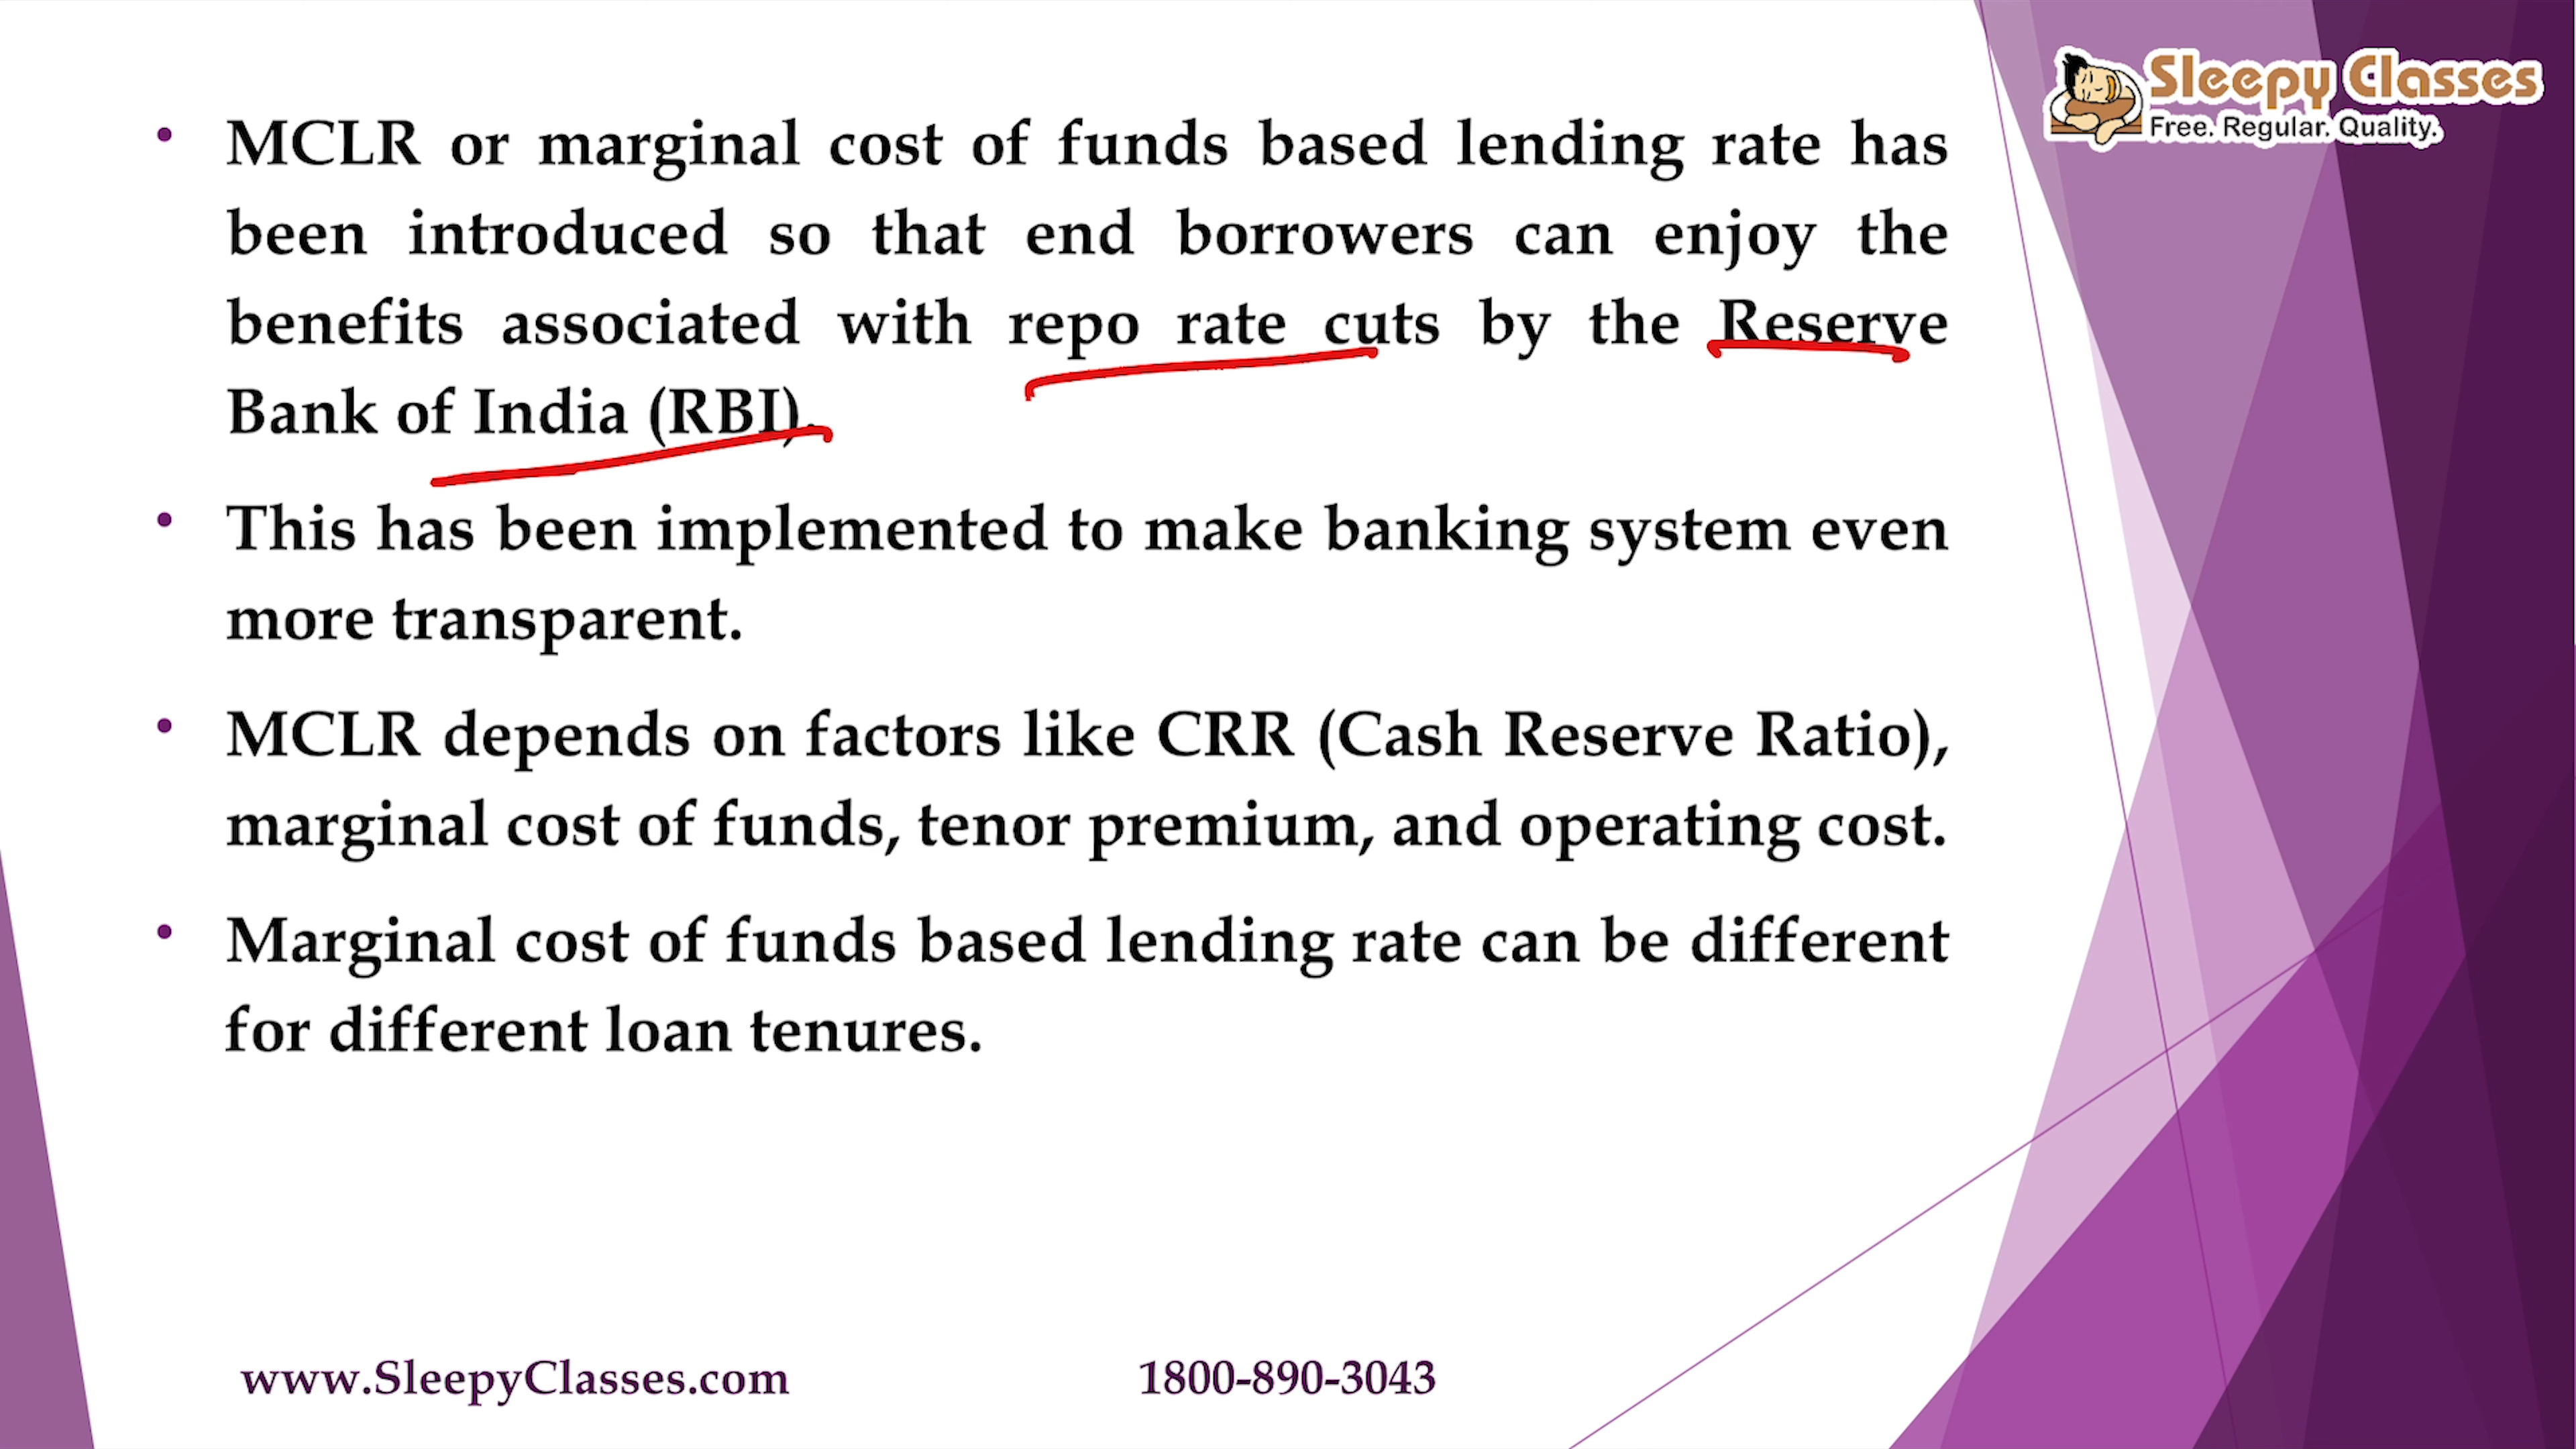 Sleepy Classes
Free. Regular. Quality.
• MCLR or marginal cost of funds based lending rate has
been introduced so that end borrowers can enjoy the
benefits associated with repo rate cuts by the Reserve
Bank of India (RBI).
• This has been implemented to make banking system even
more transparent.
• MCLR depends on factors like CRR (Cash Reserve Ratio),
marginal cost of funds, tenor premium, and operating cost.
• Marginal cost of funds based lending rate can be different
for different loan tenures.
www.SleepyClasses.com 1800-890-3043